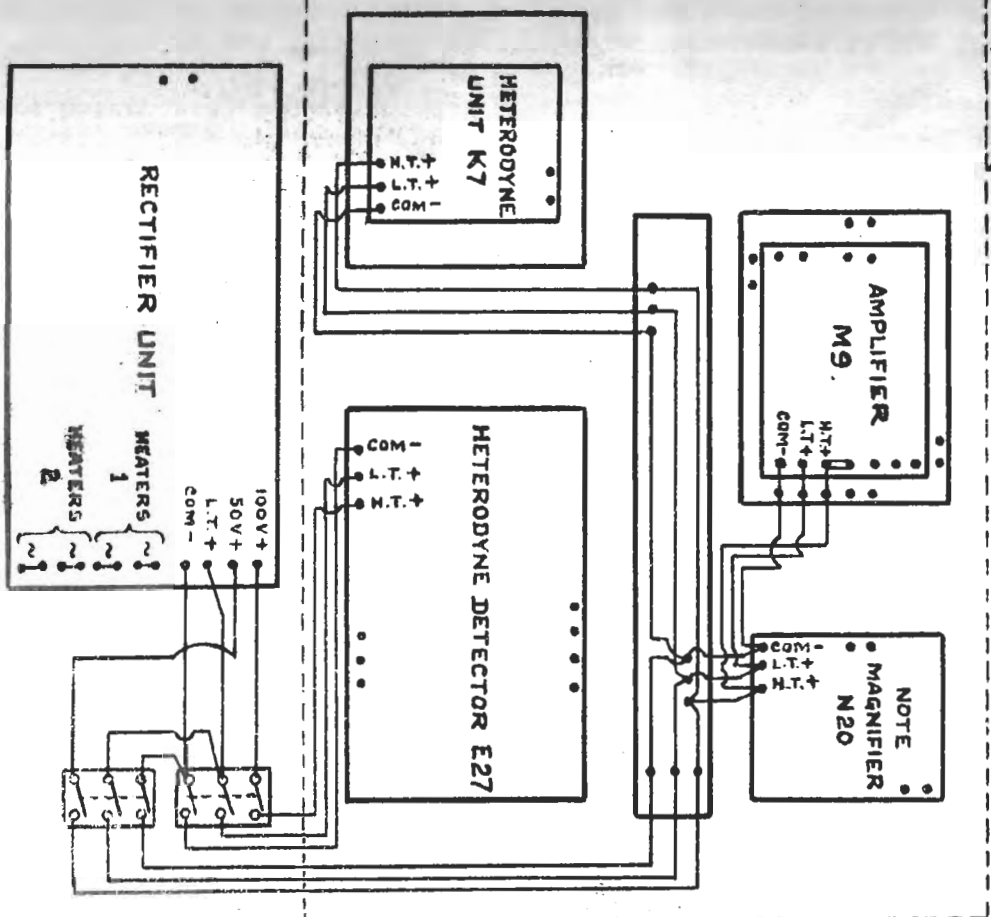 HETERODYNE
UNIT K7
H.T.+
L.T.+
COM-
AMPLIFIER
M9.
COM-
L.T+
H.T.+
RECTIFIER UNIT
HEATERS
1
HEATERS
2
~
~
~
~
COM-
L.T.+
50V+
100V+
COM-
L.T.+
H.T.+
HETERODYNE DETECTOR E27
COM-
L.T.+
H.T.+
NOTE
MAGNIFIER
N20